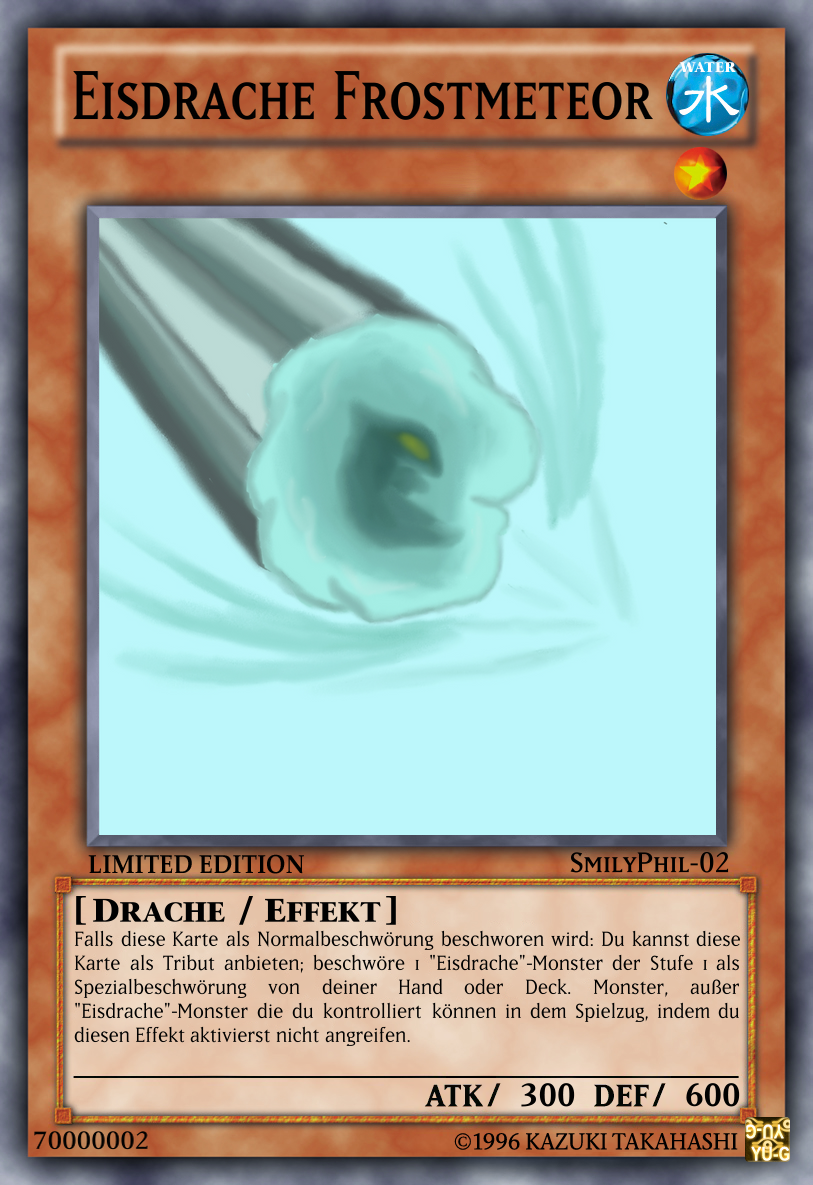 Eisdrache Frostmeteor
WATER
水
LIMITED EDITION
SmilyPhil-02
[ Drache / Effekt ]
Falls diese Karte als Normalbeschwörung beschworen wird: Du kannst diese
Karte als Tribut anbieten; beschwöre 1 "Eisdrache"-Monster der Stufe 1 als
Spezialbeschwörung von deiner Hand oder Deck. Monster, außer
"Eisdrache"-Monster die du kontrolliert können in dem Spielzug, indem du
diesen Effekt aktivierst nicht angreifen.
ATK/ 300 DEF/ 600
70000002
©1996 KAZUKI TAKAHASHI